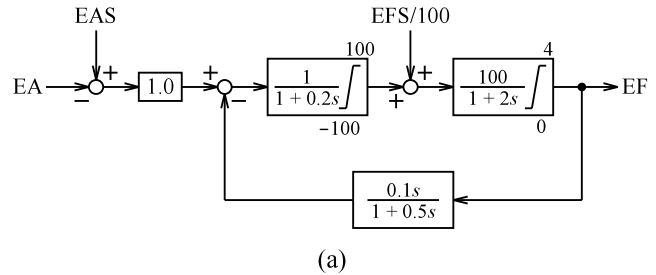 EAS
EFS/100
EA
+
−
1.0
+
−
1
1 + 0.2s
100
−100
+
+
100
1 + 2s
4
0
EF
0.1s
1 + 0.5s
(a)